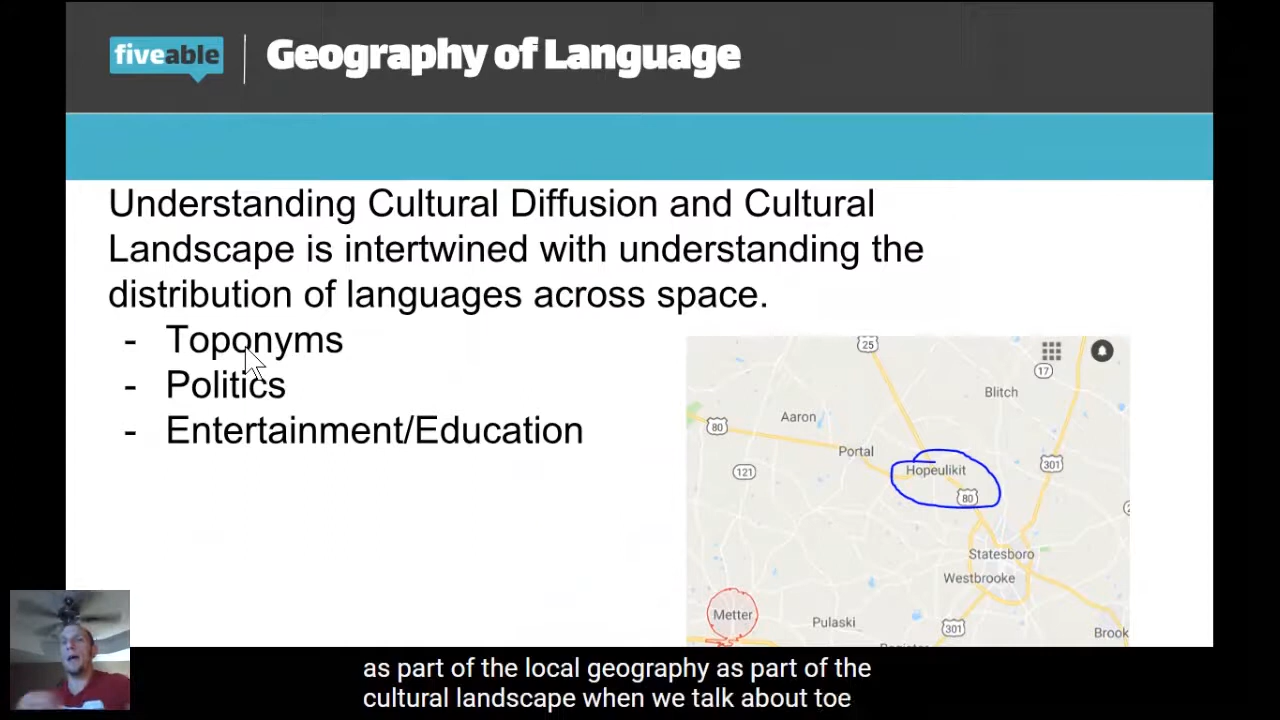 fiveable
Geography of Language
Understanding Cultural Diffusion and Cultural
Landscape is intertwined with understanding the
distribution of languages across space.
- Toponyms
- Politics
- Entertainment/Education
25
17
Blitch
Aaron
80
Portal
121
Hopeulikit
301
80
Statesboro
Westbrooke
Metter
Pulaski
301
Brook
as part of the local geography as part of the
cultural landscape when we talk about toe